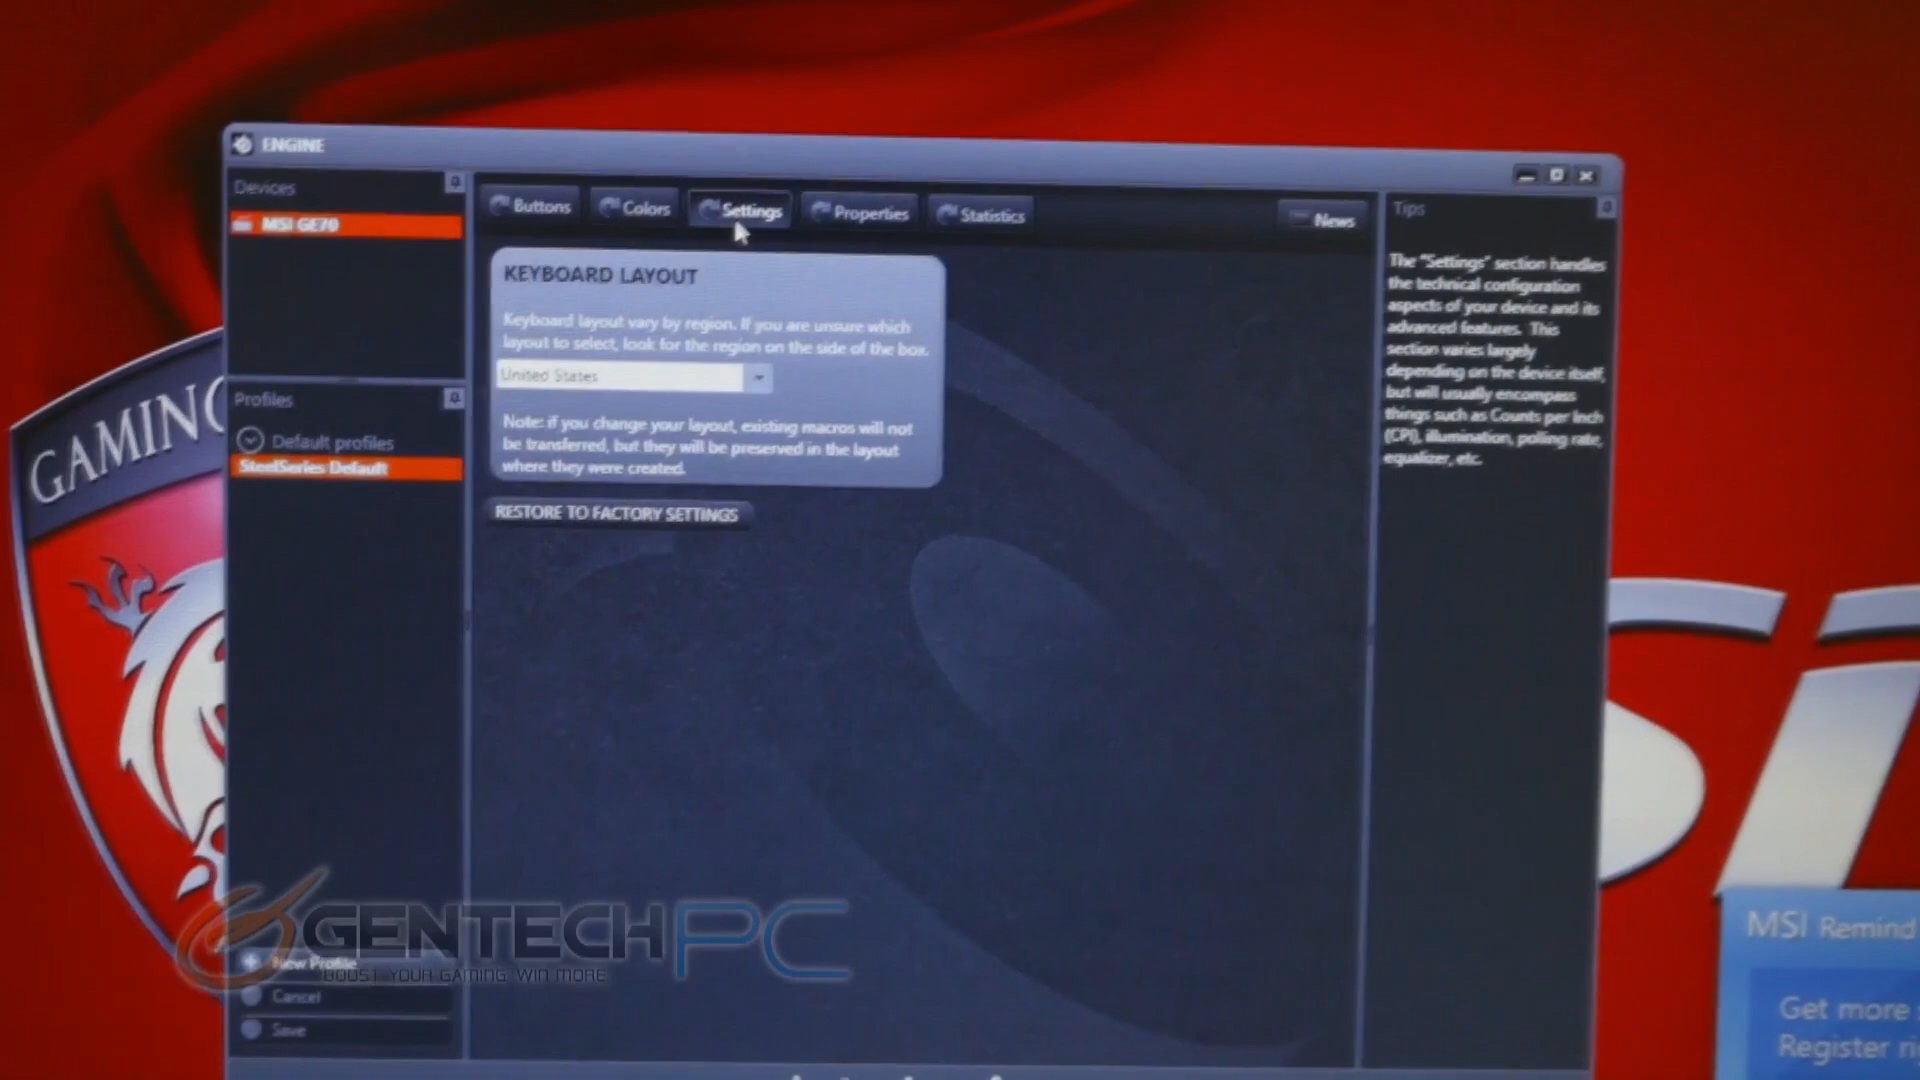 ENGINE
Devices
MSI GE70
Profiles
Default profiles
SteelSeries Default
New Profile
Cancel
Save
Buttons
Colors
Settings
Properties
Statistics
News
KEYBOARD LAYOUT
Keyboard layout vary by region. If you are unsure which
layout to select, look for the region on the side of the box.
United States
Note: if you change your layout, existing macros will not
be transferred, but they will be preserved in the layout
where they were created.
RESTORE TO FACTORY SETTINGS
Tips
The "Settings" section handles
the technical configuration
aspects of your device and its
advanced features. This
section varies largely
depending on the device itself,
but will usually encompass
things such as Counts per Inch
(CPI), illumination, polling rate,
equalizer, etc.
GAMING
MSI Remind
Get more
Register
GENTECH PC
BOOST YOUR GAMING. WIN MORE